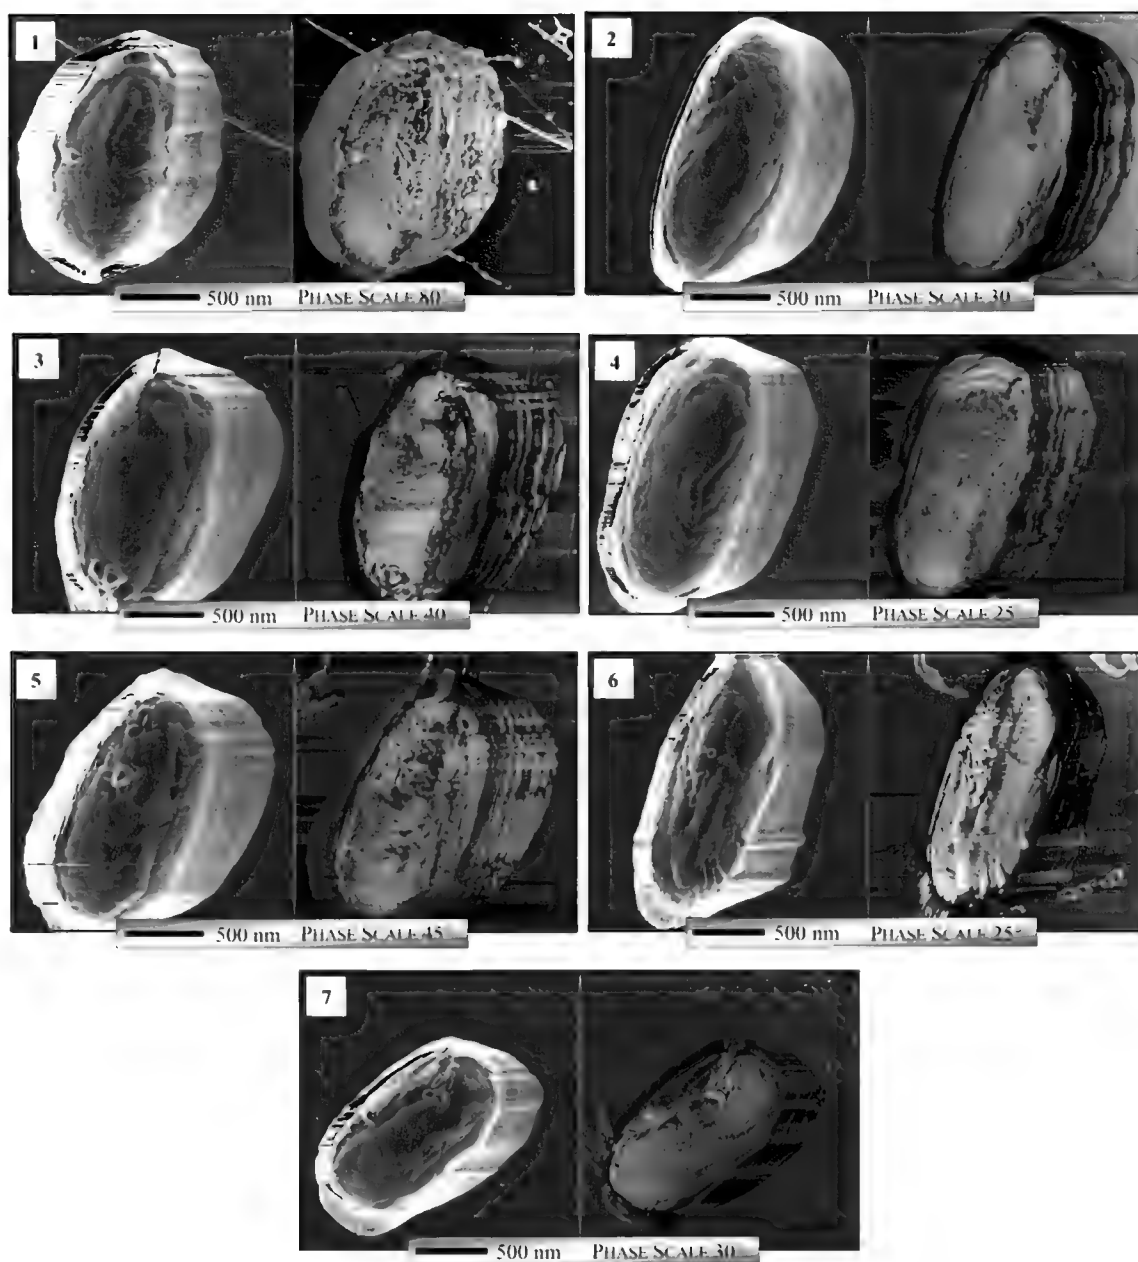 1
2
500 nm PHASE SCALE 80°
500 nm PHASE SCALE 30
3
4
500 nm PHASE SCALE 40
500 nm PHASE SCALE 25
5
6
500 nm PHASE SCALE 45
500 nm PHASE SCALE 25°
7
500 nm PHASE SCALE 30